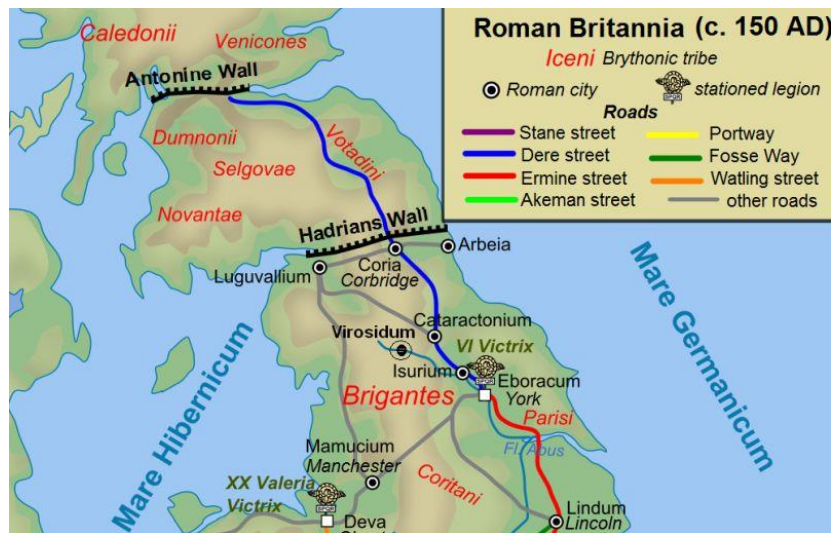 Caledonii
Venicones
Antonine Wall
Dumnonii
Votadini
Selgovae
Novantae
Hadrians Wall
Luguvallium
Coria
Corbridge
Arbeia
Cataractonium
Virosidum
VI Victrix
Isurium
Eboracum
York
Brigantes
Parisi
Fl. Abus
Mamucium
Manchester
Coritani
XX Valeria
Victrix
Deva
Lindum
Lincoln
Mare Hibernicum
Mare Germanicum
Roman Britannia (c. 150 AD)
Iceni Brythonic tribe
Roman city
SPQR
stationed legion
Roads
Stane street
Portway
Dere street
Fosse Way
Ermine street
Watling street
Akeman street
other roads